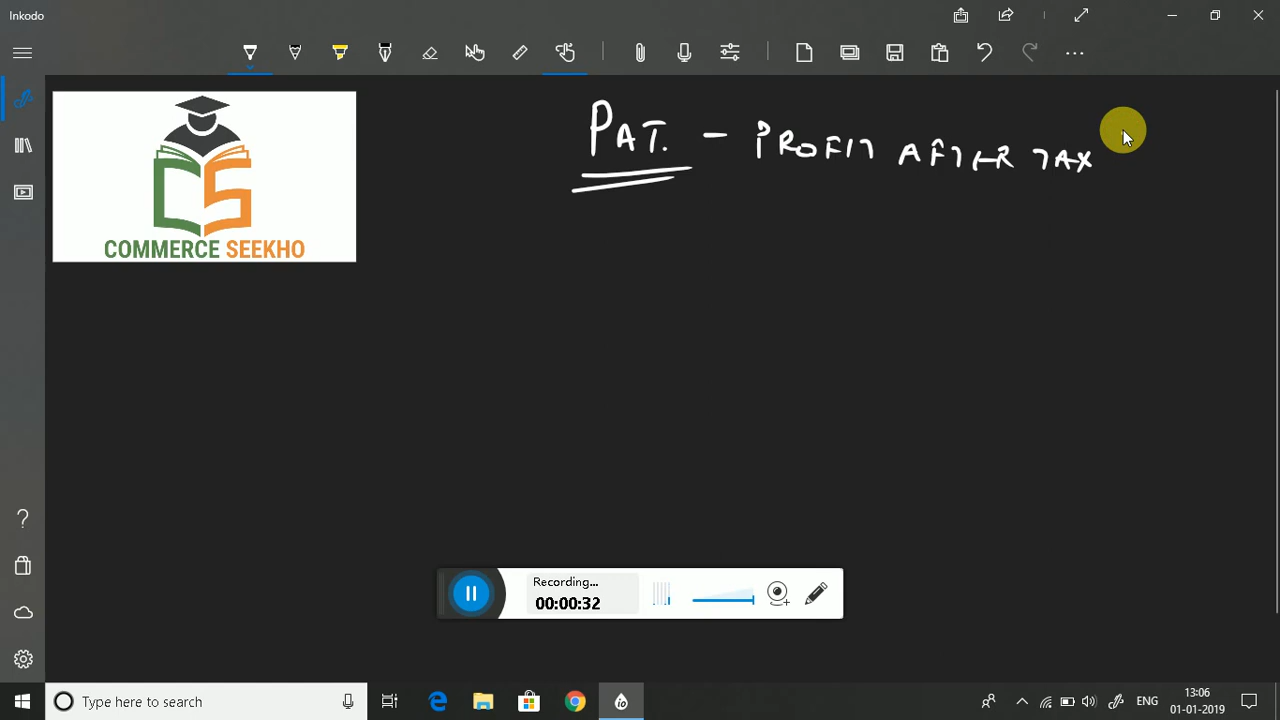 Inkodo
PAT. - PROFIT AFTER TAX
COMMERCE SEEKHO
Recording...
00:00:32
Type here to search
ENG
13:06
01-01-2019